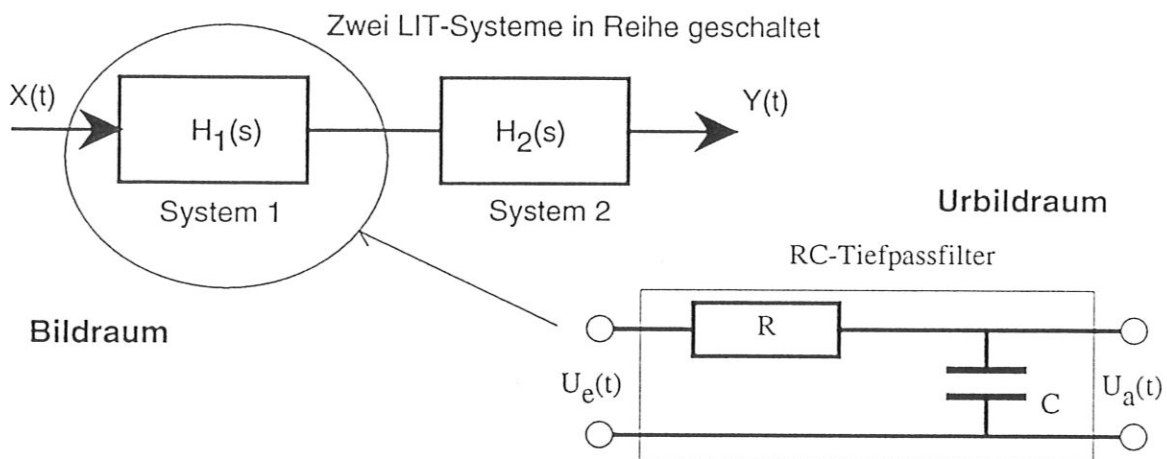 Zwei LIT-Systeme in Reihe geschaltet
X(t)
H1(s)
H2(s)
Y(t)
System 1
System 2
Urbildraum
RC-Tiefpassfilter
Bildraum
R
Ue(t)
C
Ua(t)